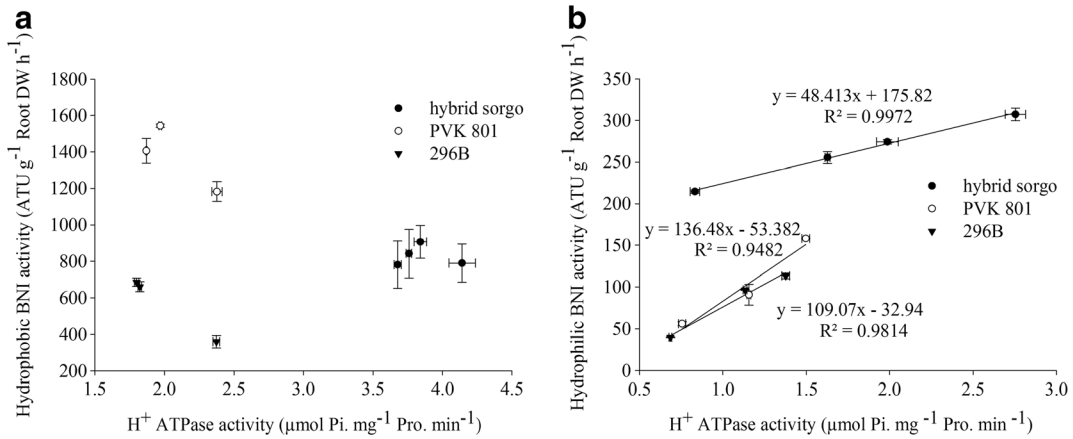 a
Hydrophobic BNI activity (ATU g⁻¹ Root DW h⁻¹)
1800
1600
1400
1200
1000
800
600
400
200
1.5 2.0 2.5 3.0 3.5 4.0 4.5
H⁺ ATPase activity (µmol Pi. mg⁻¹ Pro. min⁻¹)
hybrid sorgo
PVK 801
296B
b
Hydrophilic BNI activity (ATU g⁻¹ Root DW h⁻¹)
350
300
250
200
150
100
50
0
0.5 1.0 1.5 2.0 2.5 3.0
H⁺ ATPase activity (µmol Pi. mg⁻¹ Pro. min⁻¹)
y = 48.413x + 175.82
R² = 0.9972
hybrid sorgo
PVK 801
296B
y = 136.48x - 53.382
R² = 0.9482
y = 109.07x - 32.94
R² = 0.9814